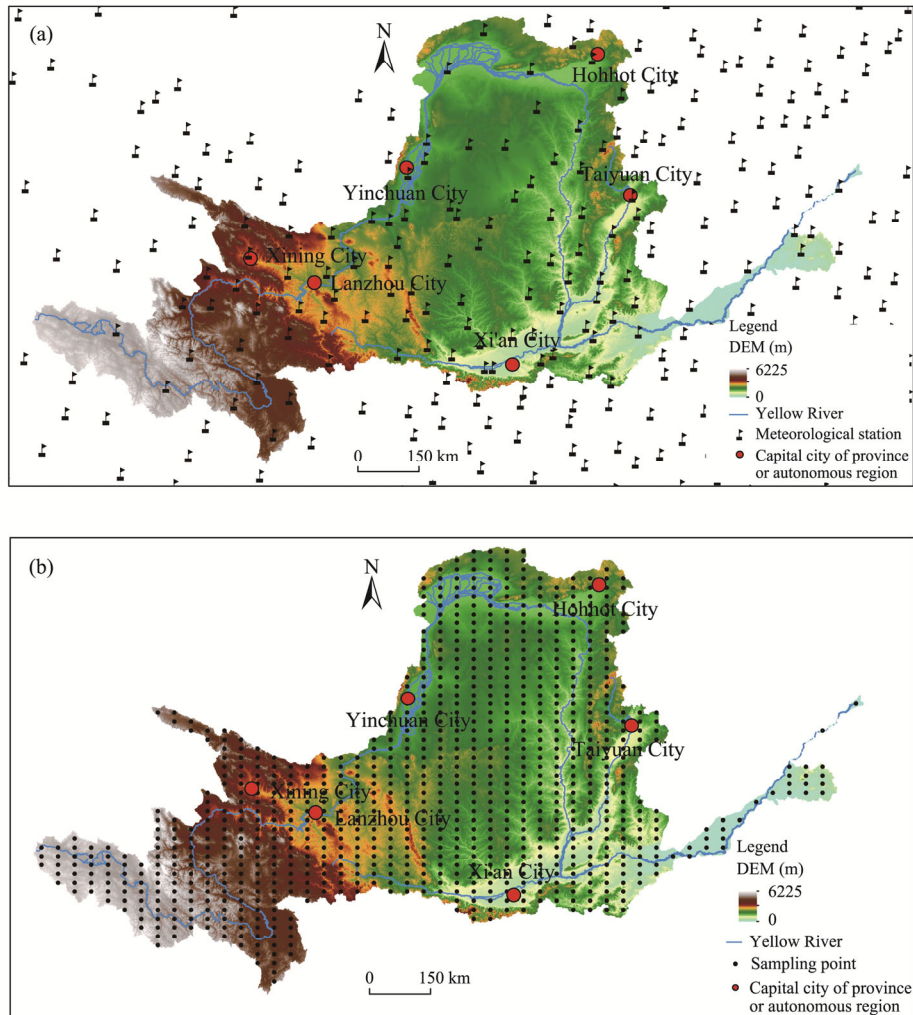 (a)
N
Hohhot City
Yinchuan City
Taiyuan City
Xining City
Lanzhou City
Xi'an City
Legend
DEM (m)
6225
0
Yellow River
Meteorological station
Capital city of province
or autonomous region
0 150 km
(b)
N
Hohhot City
Yinchuan City
Taiyuan City
Xining City
Lanzhou City
Xi'an City
Legend
DEM (m)
6225
0
Yellow River
Sampling point
Capital city of province
or autonomous region
0 150 km